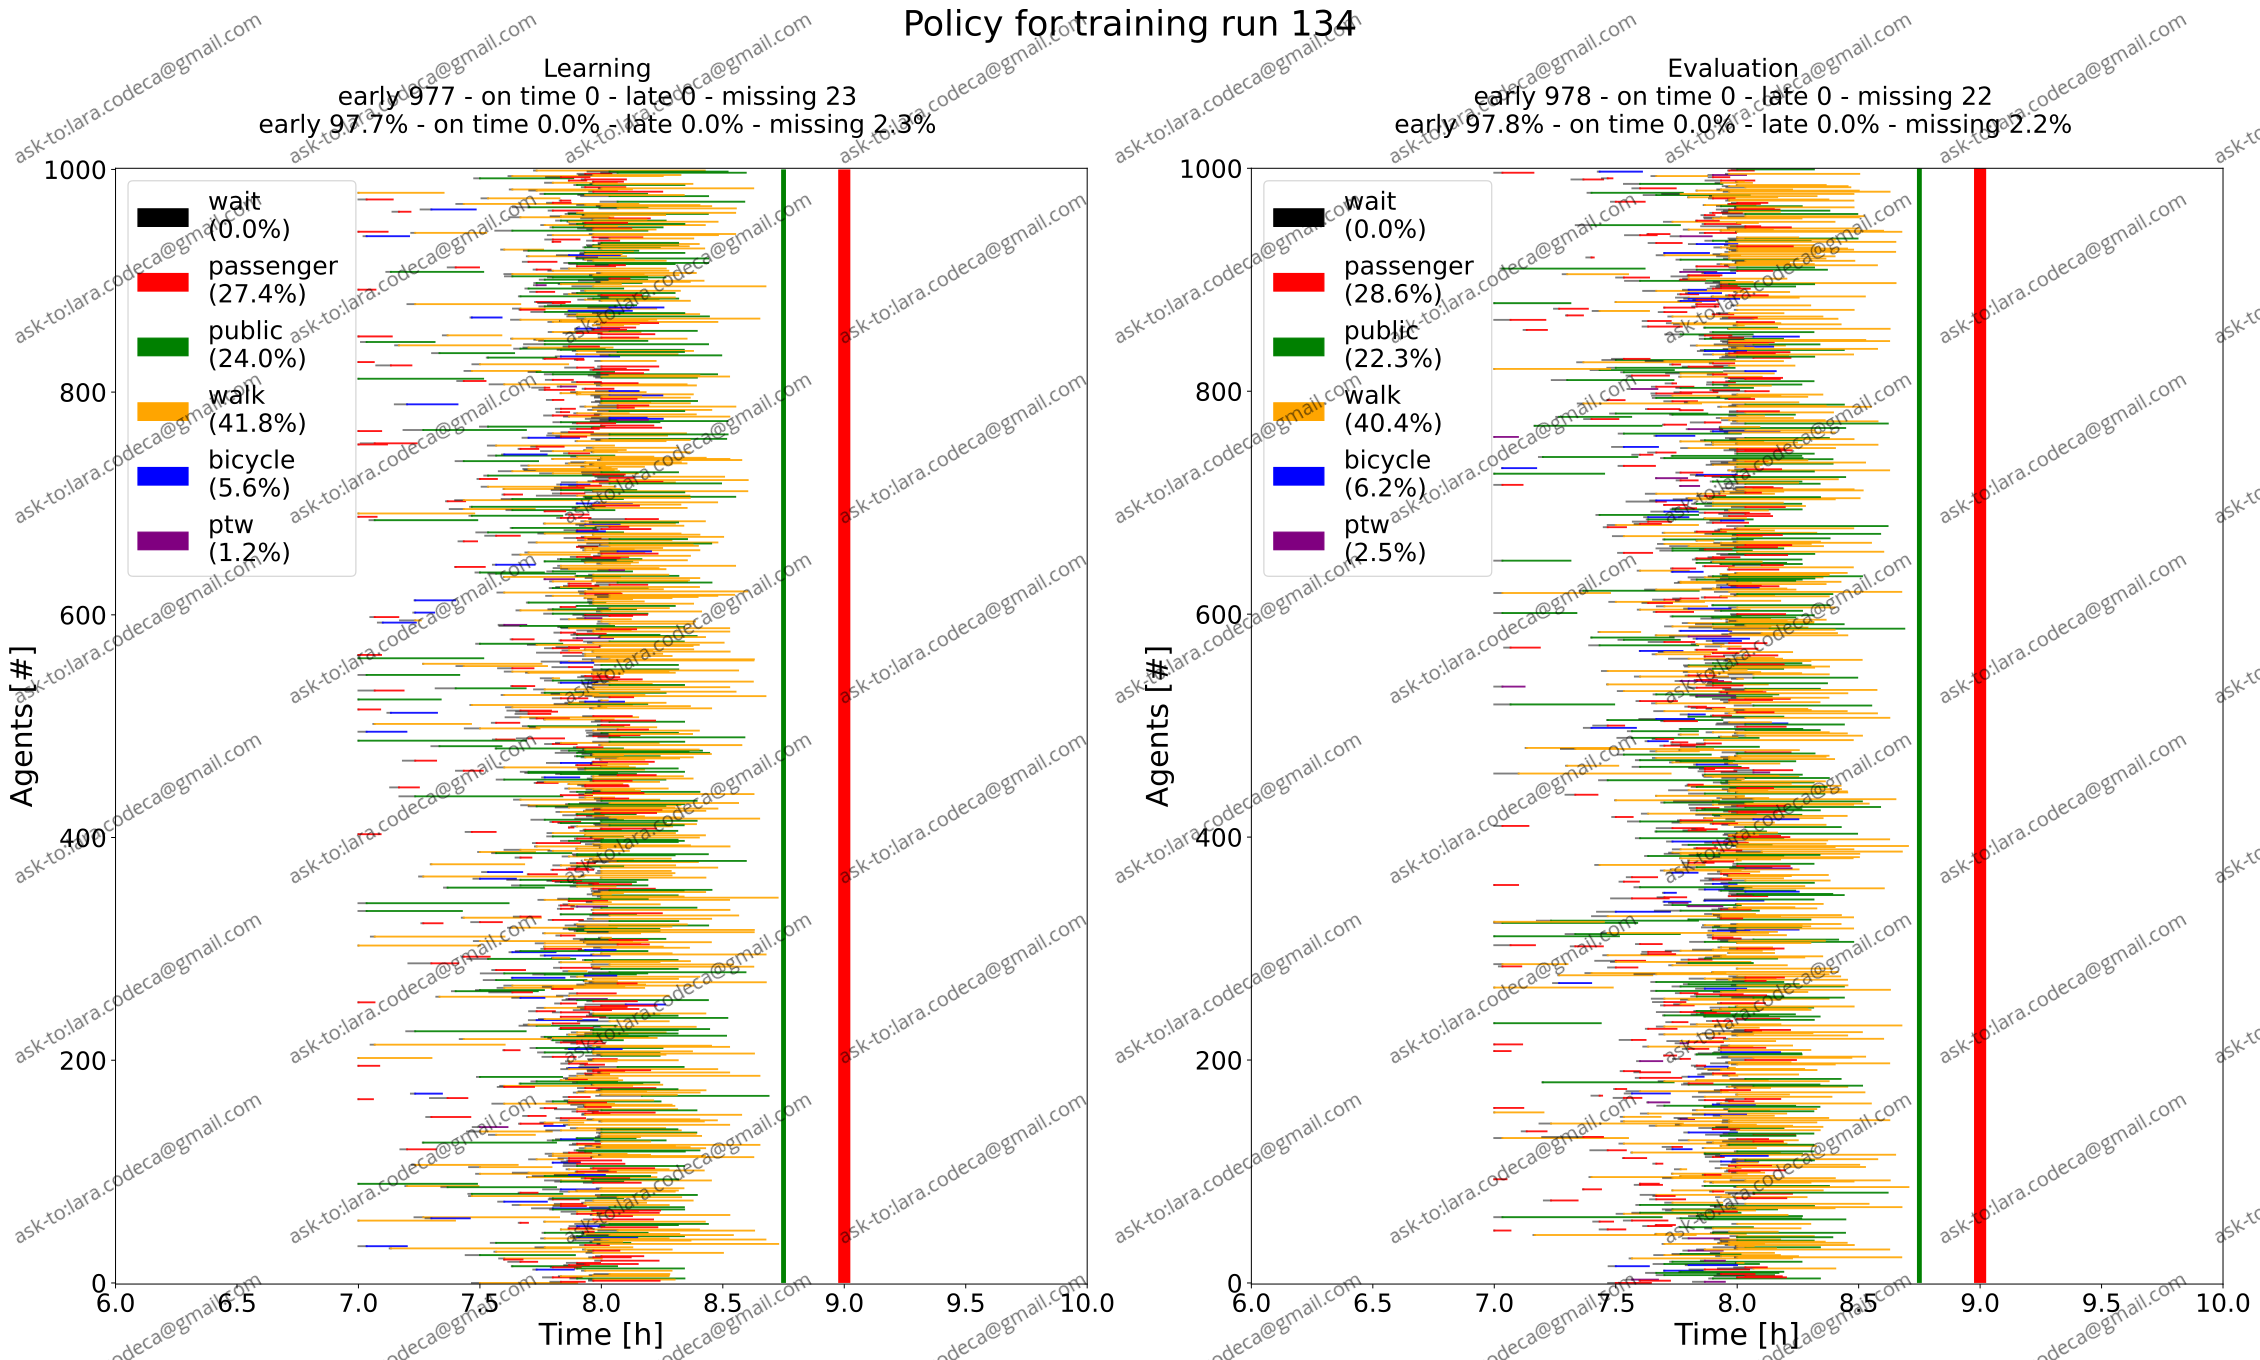 Policy for training run 134
Learning
early 977 - on time 0 - late 0 - missing 23
early 97.7% - on time 0.0% - late 0.0% - missing 2.3%
1000
800
600
400
200
0
Agents [#]
wait
(0.0%)
passenger
(27.4%)
public
(24.0%)
walk
(41.8%)
bicycle
(5.6%)
ptw
(1.2%)
6.0 6.5 7.0 7.5 8.0 8.5 9.0 9.5 10.0
Time [h]
Evaluation
early 978 - on time 0 - late 0 - missing 22
early 97.8% - on time 0.0% - late 0.0% - missing 2.2%
1000
800
600
400
200
0
Agents [#]
wait
(0.0%)
passenger
(28.6%)
public
(22.3%)
walk
(40.4%)
bicycle
(6.2%)
ptw
(2.5%)
6.0 6.5 7.0 7.5 8.0 8.5 9.0 9.5 10.0
Time [h]
ask-to:lara.codeca@gmail.com